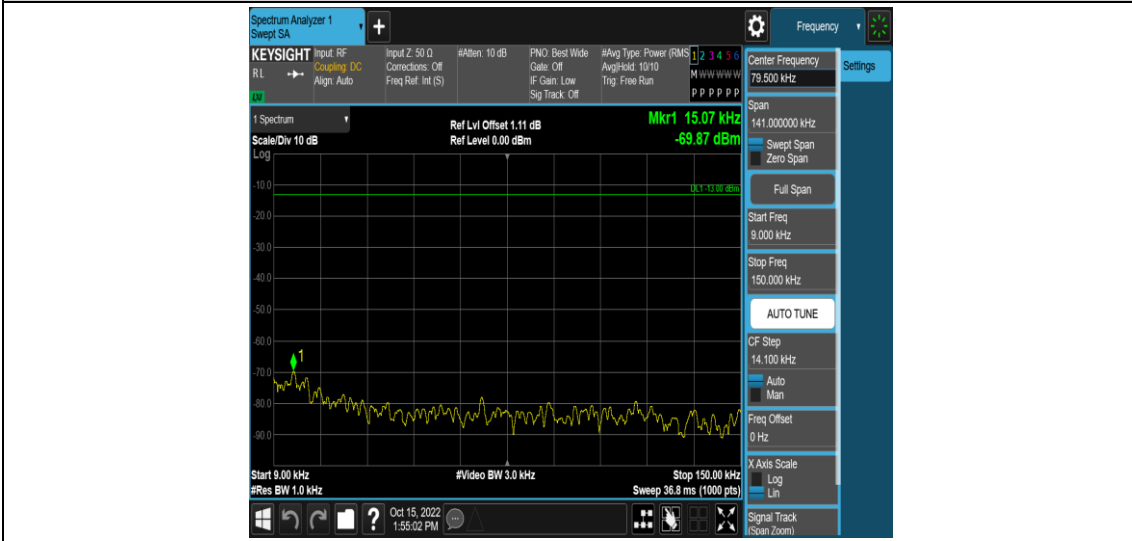 Spectrum Analyzer 1
Swept SA
+
Frequency
KEYSIGHT
RL
Input: RF
Coupling: DC
Align: Auto
Input Z: 50 Ω
Corrections: Off
Freq Ref: Int (S)
#Atten: 10 dB
PNO: Best Wide
Gate: Off
IF Gain: Low
Sig Track: Off
#Avg Type: Power (RMS
Avg|Hold: 10/10
Trig: Free Run
1 2 3 4 5 6
M W W W W W
P P P P P P
1 Spectrum
Scale/Div 10 dB
Log
Ref Lvl Offset 1.11 dB
Ref Level 0.00 dBm
Mkr1 15.07 kHz
-69.87 dBm
DL1 -13.00 dBm
-10.0
-20.0
-30.0
-40.0
-50.0
-60.0
-70.0
-80.0
-90.0
1
Start 9.00 kHz
#Res BW 1.0 kHz
#Video BW 3.0 kHz
Stop 150.00 kHz
Sweep 36.8 ms (1000 pts)
Center Frequency
79.500 kHz
Settings
Span
141.000000 kHz
Swept Span
Zero Span
Full Span
Start Freq
9.000 kHz
Stop Freq
150.000 kHz
AUTO TUNE
CF Step
14.100 kHz
Auto
Man
Freq Offset
0 Hz
X Axis Scale
Log
Lin
Signal Track
(Span Zoom)
?
Oct 15, 2022
1:55:02 PM